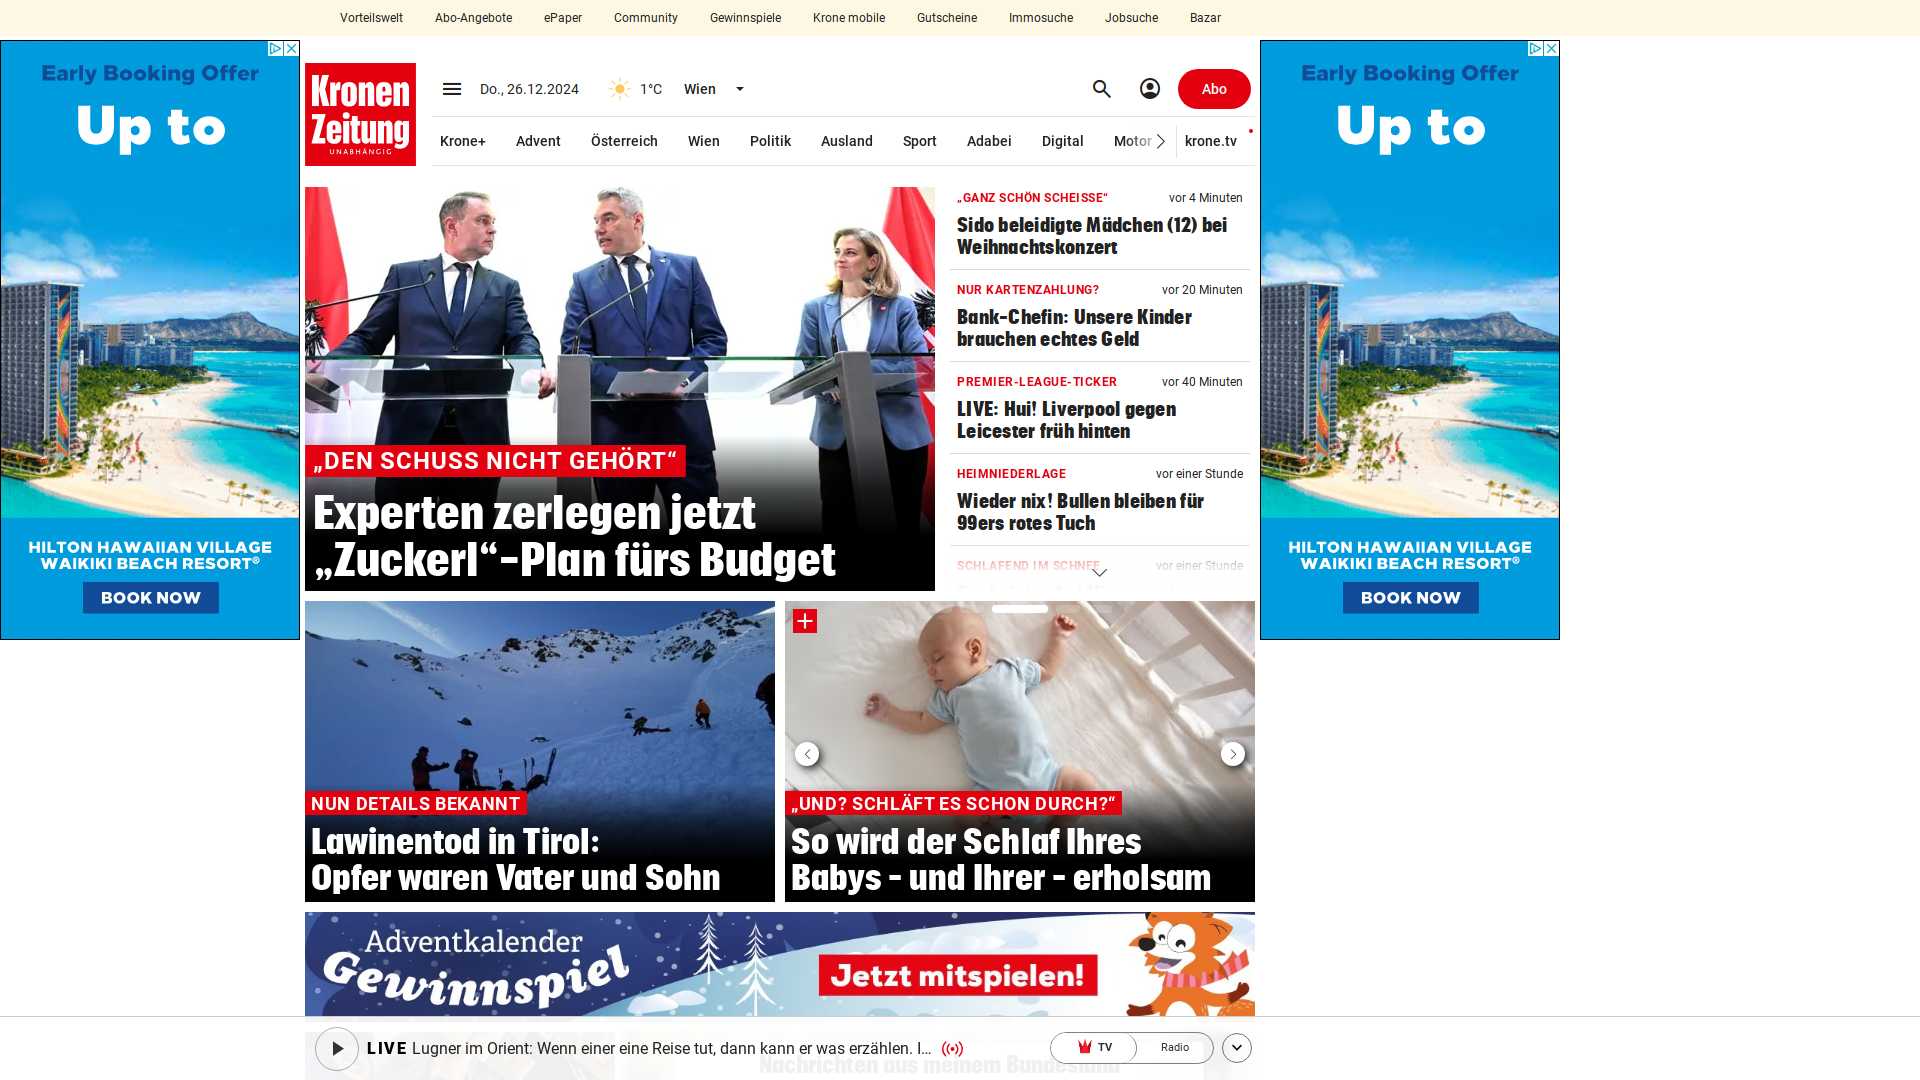 Vorteilswelt Abo-Angebote ePaper Community Gewinnspiele Krone mobile Gutscheine Immosuche Jobsuche Bazar
Early Booking Offer
Up to
HILTON HAWAIIAN VILLAGE
WAIKIKI BEACH RESORT®
BOOK NOW
Kronen
Zeitung
UNABHÄNGIG
Do., 26.12.2024 1°C Wien Abo
Krone+ Advent Österreich Wien Politik Ausland Sport Adabei Digital Motor krone.tv
„DEN SCHUSS NICHT GEHÖRT“
Experten zerlegen jetzt
„Zuckerl“-Plan fürs Budget
„GANZ SCHÖN SCHEISSE“ vor 4 Minuten
Sido beleidigte Mädchen (12) bei
Weihnachtskonzert
NUR KARTENZAHLUNG? vor 20 Minuten
Bank-Chefin: Unsere Kinder
brauchen echtes Geld
PREMIER-LEAGUE-TICKER vor 40 Minuten
LIVE: Hui! Liverpool gegen
Leicester früh hinten
HEIMNIEDERLAGE vor einer Stunde
Wieder nix! Bullen bleiben für
99ers rotes Tuch
SCHLAFEND IM SCHNEE vor einer Stunde
Early Booking Offer
Up to
HILTON HAWAIIAN VILLAGE
WAIKIKI BEACH RESORT®
BOOK NOW
NUN DETAILS BEKANNT
Lawinentod in Tirol:
Opfer waren Vater und Sohn
„UND? SCHLÄFT ES SCHON DURCH?“
So wird der Schlaf Ihres
Babys – und Ihrer – erholsam
Adventkalender
Gewinnspiel
Jetzt mitspielen!
LIVE Lugner im Orient: Wenn einer eine Reise tut, dann kann er was erzählen. I... TV Radio
Nachrichten aus meinem Bundesland